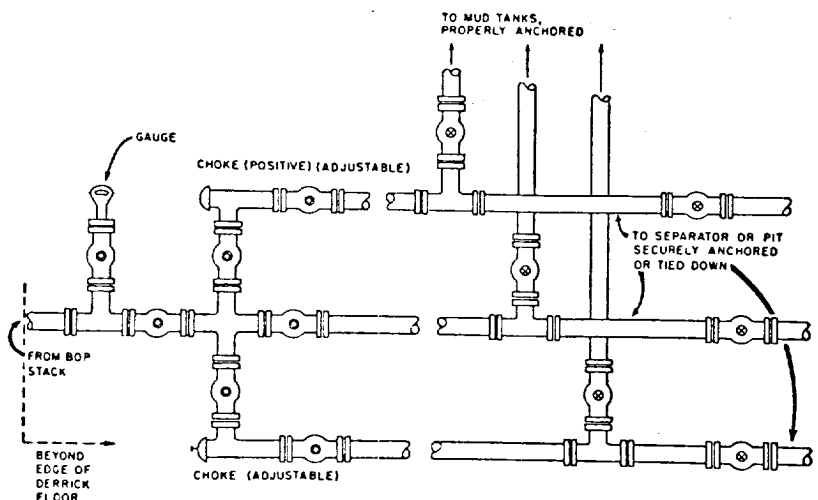 TO MUD TANKS,
PROPERLY ANCHORED
GAUGE
CHOKE (POSITIVE) (ADJUSTABLE)
TO SEPARATOR OR PIT
SECURELY ANCHORED
OR TIED DOWN
FROM BOP
STACK
BEYOND
EDGE OF
DERRICK
FLOOR
CHOKE (ADJUSTABLE)